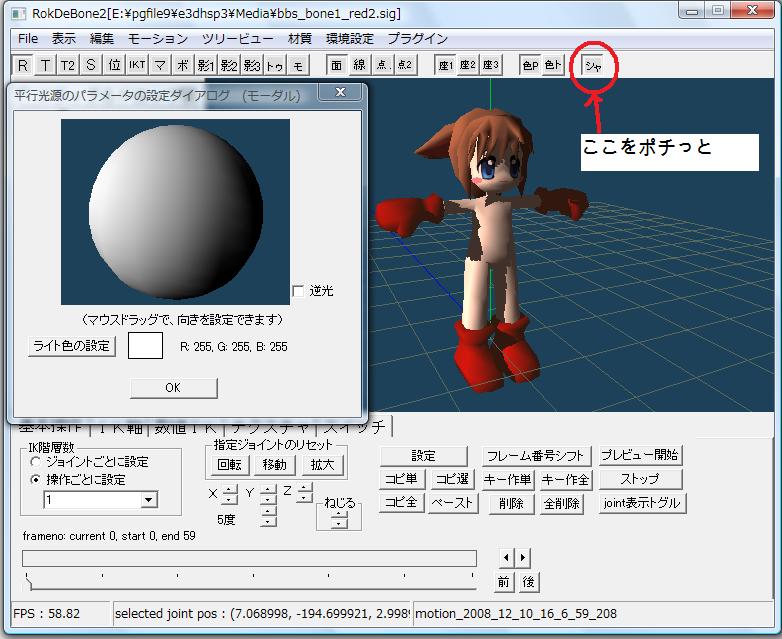 RokDeBone2[E:¥pgfile9¥e3dhsp3¥Media¥bbs_bone1_red2.sig]
File 表示 編集 モーション ツリービュー 材質 環境設定 プラグイン
R T T2 S 位 IKT マ ボ 影1 影2 影3 トゥ モ 面 線 点. 点2 座1 座2 座3 色P 色ト シャ
平行光源のパラメータの設定ダイアログ (モーダル)
ここをポチっと
逆光
(マウスドラッグで、向きを設定できます)
ライト色の設定 R: 255, G: 255, B: 255
OK
基本操作 IK軸 数値IK テクスチャ スイッチ
IK階層数
ジョイントごとに設定
操作ごとに設定
1
指定ジョイントのリセット
回転 移動 拡大
X Y Z
5度
ねじる
設定 フレーム番号シフト プレビュー開始
コピ単 コピ選 キー作単 キー作全 ストップ
コピ全 ペースト 削除 全削除 joint表示トグル
frameno: current 0, start 0, end 59
前 後
FPS : 58.82 selected joint pos : (7.068998, -194.699921, 2.9989 motion_2008_12_10_16_6_59_208